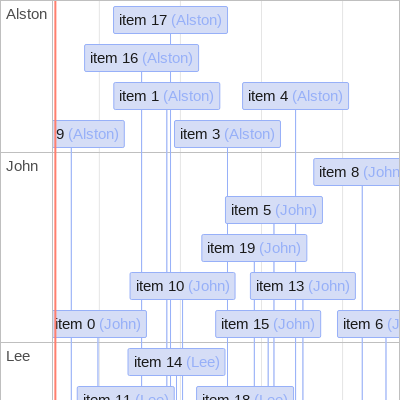 Alston
item 17 (Alston)
item 16 (Alston)
item 1 (Alston)
item 4 (Alston)
9 (Alston)
item 3 (Alston)
John
item 8 (John
item 5 (John)
item 19 (John)
item 10 (John)
item 13 (John)
item 0 (John)
item 15 (John)
item 6 (J
Lee
item 14 (Lee)
item 11 (Lee)
item 18 (Lee)